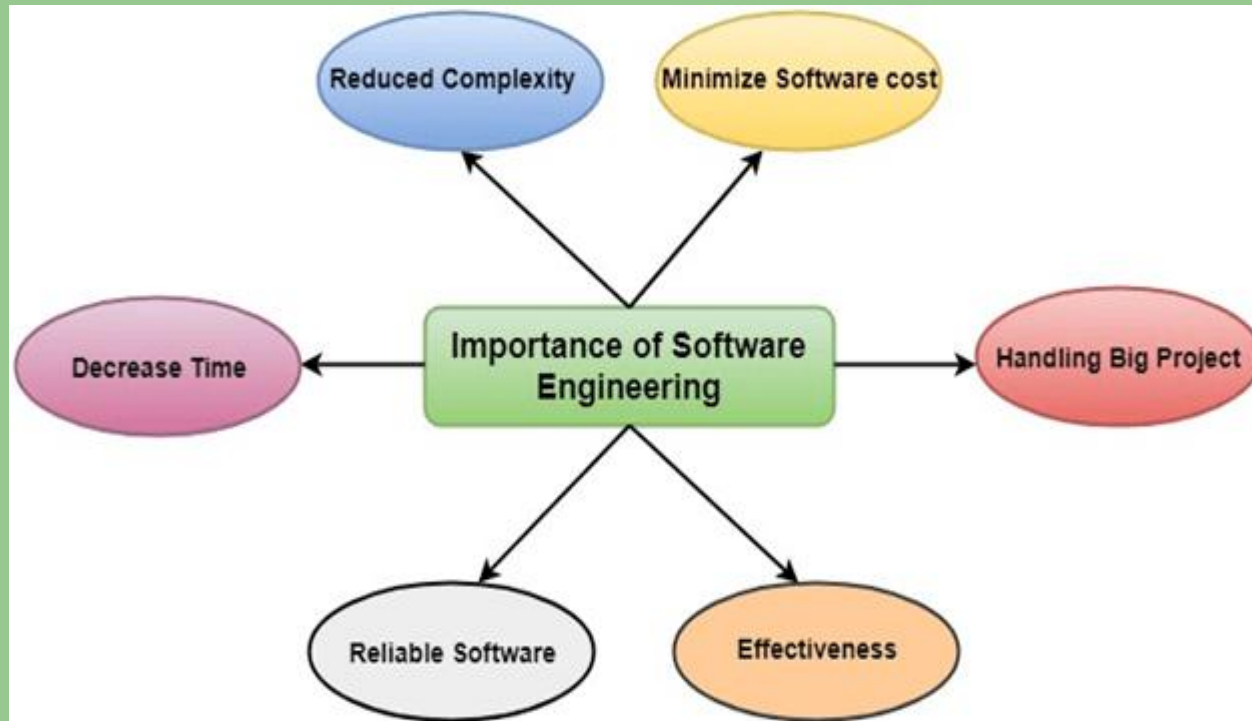 Reduced Complexity
Minimize Software cost
Decrease Time
Importance of Software
Engineering
Handling Big Project
Reliable Software
Effectiveness